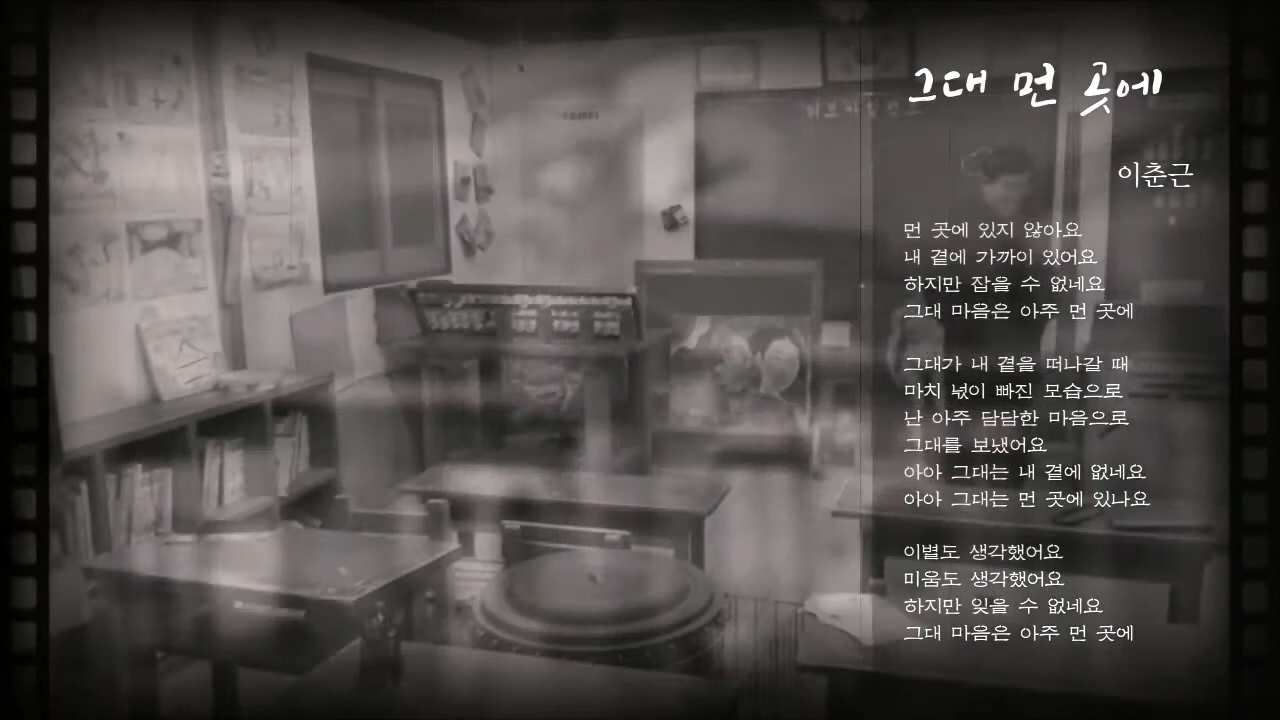 그대 먼 곳에
이춘근
먼 곳에 있지 않아요
내 곁에 가까이 있어요
하지만 잡을 수 없네요
그대 마음은 아주 먼 곳에
그대가 내 곁을 떠나갈 때
마치 넋이 빠진 모습으로
난 아주 담담한 마음으로
그대를 보냈어요
아아 그대는 내 곁에 없네요
아아 그대는 먼 곳에 있나요
이별도 생각했어요
미움도 생각했어요
하지만 잊을 수 없네요
그대 마음은 아주 먼 곳에